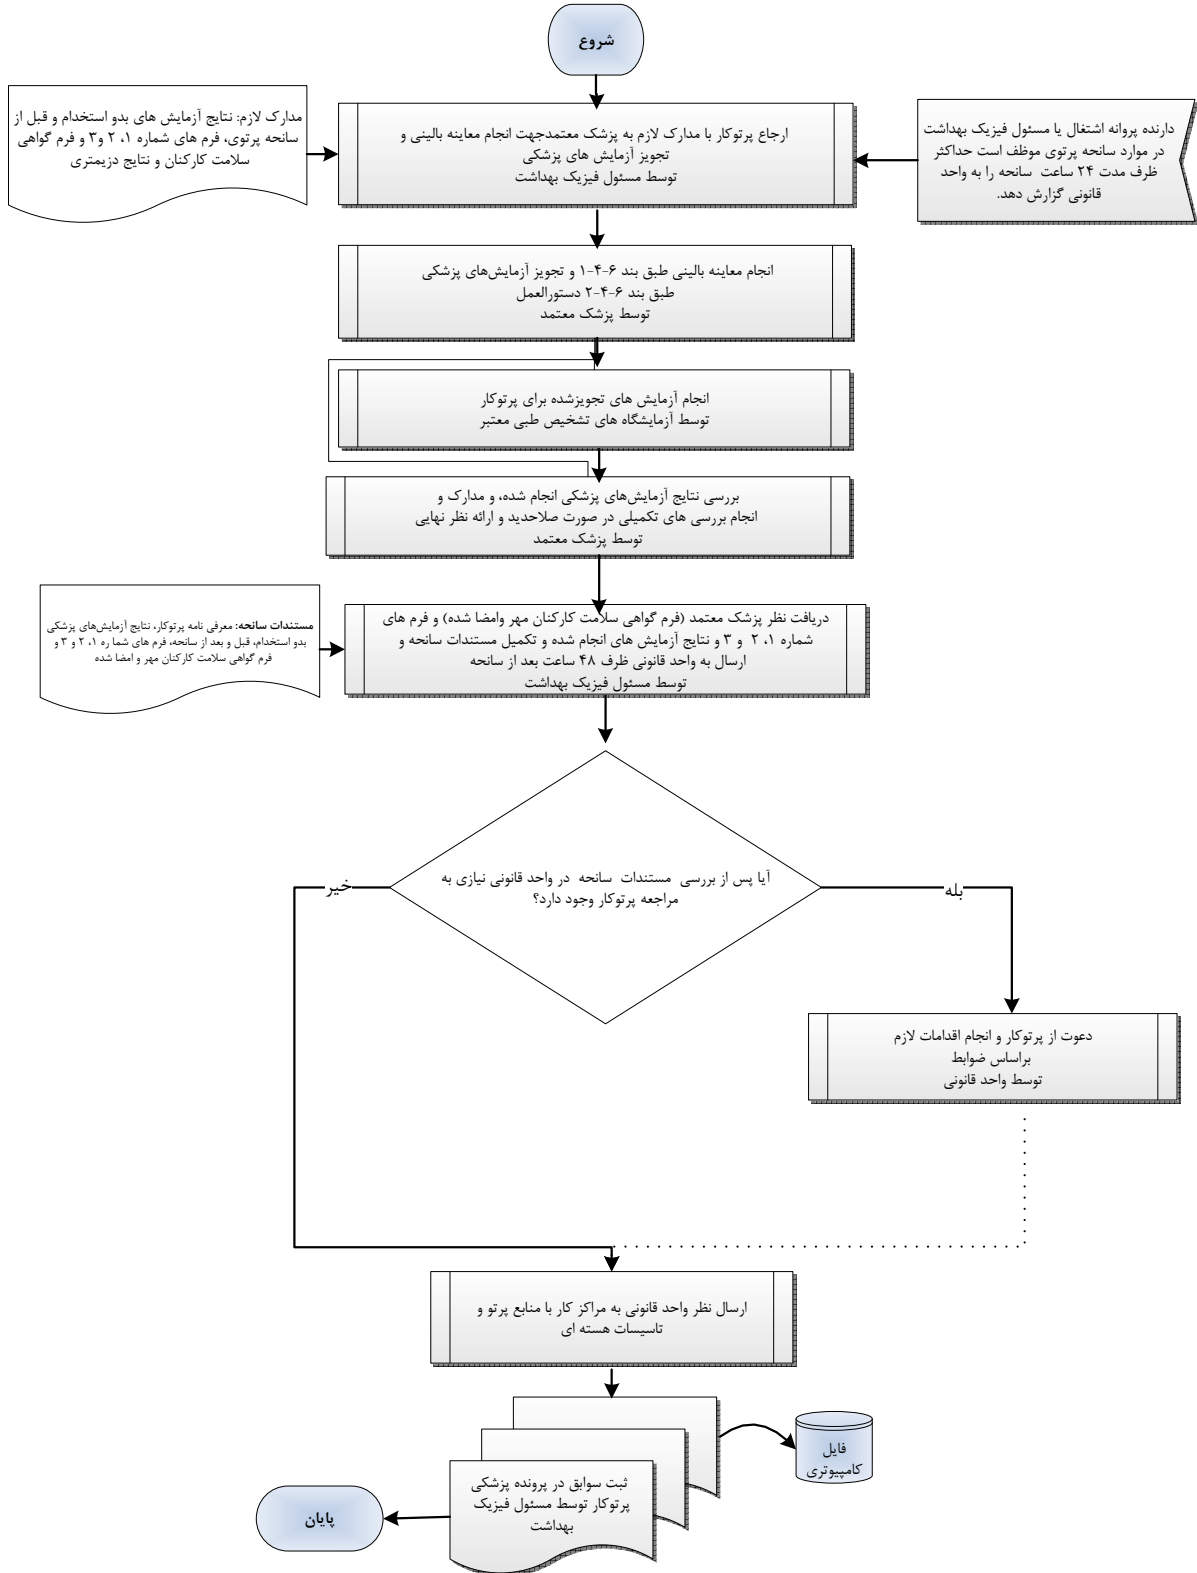 شروع
مدارک لازم: نتایج آزمایش های بدو استخدام و قبل از
سانحه پرتوی، فرم های شماره ۱، ۲ و۳ و فرم گواهی
سلامت کارکنان و نتایج دزیمتری
ارجاع پرتوکار با مدارک لازم به پزشک معتمدجهت انجام معاینه بالینی و
تجویز آزمایش های پزشکی
توسط مسئول فیزیک بهداشت
دارنده پروانه اشتغال یا مسئول فیزیک بهداشت
در موارد سانحه پرتوی موظف است حداکثر
ظرف مدت ۲۴ ساعت سانحه را به واحد
قانونی گزارش دهد.
انجام معاینه بالینی طبق بند ۶-۴-۱ و تجویز آزمایش‌های پزشکی
طبق بند ۶-۴-۲ دستورالعمل
توسط پزشک معتمد
انجام آزمایش های تجویزشده برای پرتوکار
توسط آزمایشگاه های تشخیص طبی معتبر
بررسی نتایج آزمایش‌های پزشکی انجام شده، و مدارک و
انجام بررسی های تکمیلی در صورت صلاحدید و ارائه نظر نهایی
توسط پزشک معتمد
مستندات سانحه: معرفی نامه پرتوکار، نتایج آزمایش‌های پزشکی
بدو استخدام، قبل و بعد از سانحه، فرم های شما ره ۱، ۲ و ۳ و
فرم گواهی سلامت کارکنان مهر و امضا شده
دریافت نظر پزشک معتمد (فرم گواهی سلامت کارکنان مهر وامضا شده) و فرم های
شماره ۱، ۲ و ۳ و نتایج آزمایش های انجام شده و تکمیل مستندات سانحه و
ارسال به واحد قانونی ظرف ۴۸ ساعت بعد از سانحه
توسط مسئول فیزیک بهداشت
آیا پس از بررسی مستندات سانحه در واحد قانونی نیازی به
مراجعه پرتوکار وجود دارد؟
خیر
بله
دعوت از پرتوکار و انجام اقدامات لازم
براساس ضوابط
توسط واحد قانونی
ارسال نظر واحد قانونی به مراکز کار با منابع پرتو و
تاسیسات هسته ای
فایل
کامپیوتری
ثبت سوابق در پرونده پزشکی
پرتوکار توسط مسئول فیزیک
بهداشت
پایان